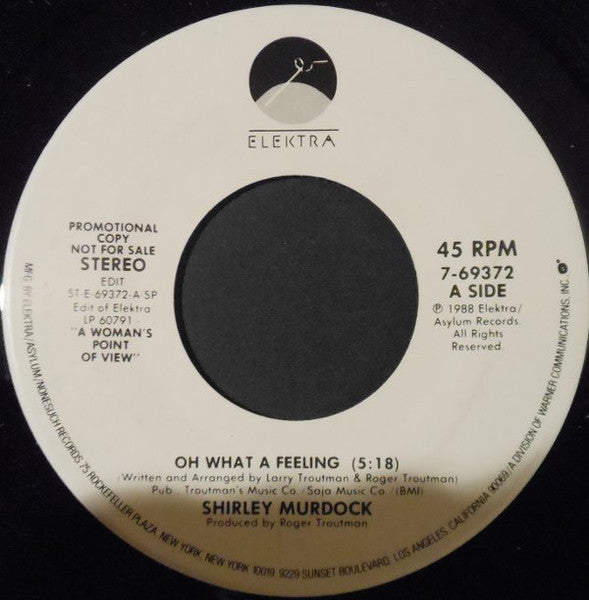 ELEKTRA
PROMOTIONAL
COPY
NOT FOR SALE
STEREO
EDIT
ST-E-69372-A-SP
Edit of Elektra
LP 60791 -
"A WOMAN'S
POINT
OF VIEW"
45 RPM
7-69372
A SIDE
℗ 1988 Elektra/
Asylum Records.
All Rights
Reserved.
OH WHAT A FEELING (5:18)
(Written and Arranged by Larry Troutman & Roger Troutman)
Pub., Troutman's Music Co./Saja Music Co./(BMI)
SHIRLEY MURDOCK
Produced by Roger Troutman
MFG. BY ELEKTRA/ASYLUM/NONESUCH RECORDS 75 ROCKEFELLER PLAZA, NEW YORK, NEW YORK 10019. 9229 SUNSET BOULEVARD, LOS ANGELES, CALIFORNIA 90069/A DIVISION OF WARNER COMMUNICATIONS, INC.